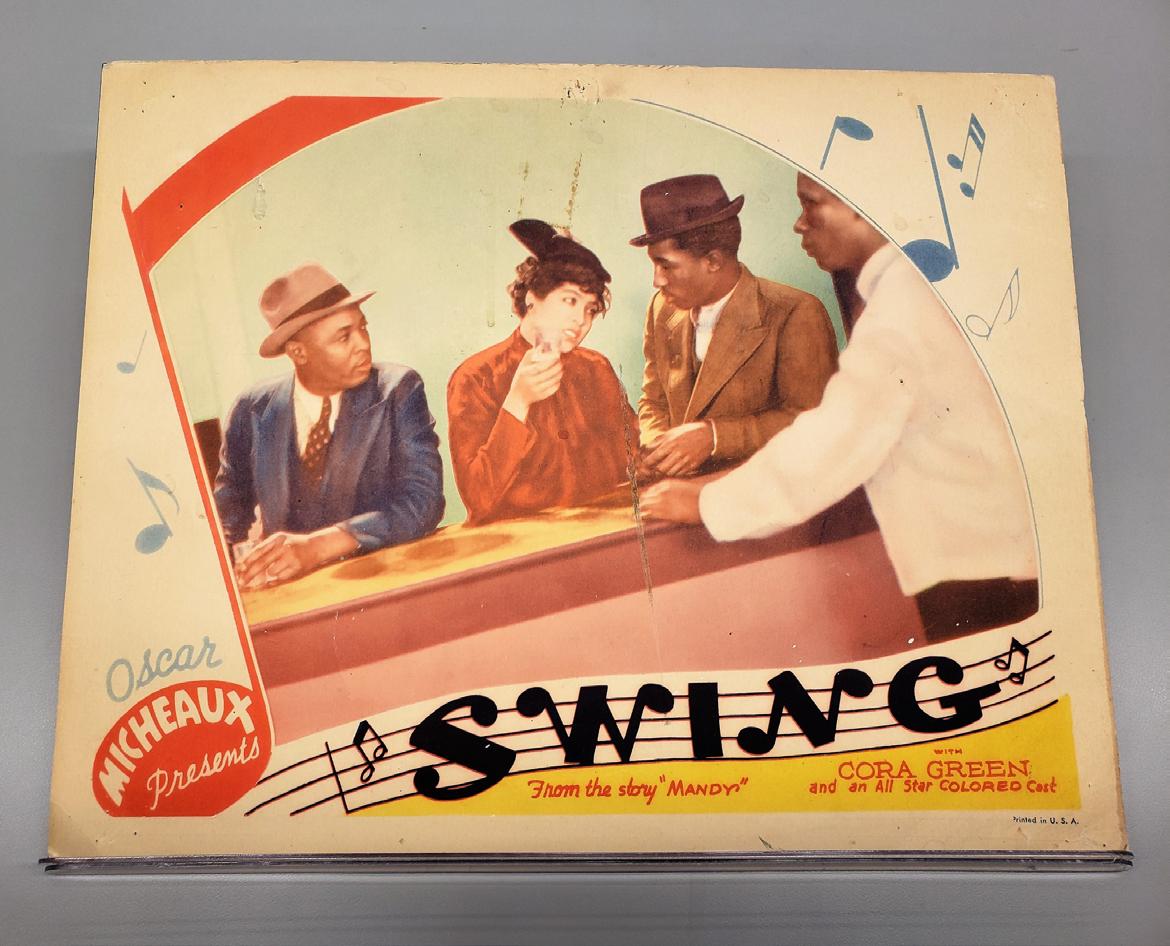 Oscar
MICHEAUX
Presents
SWING
From the story "MANDY"
WITH
CORA GREEN
and an All Star COLORED Cast
Printed in U. S. A.